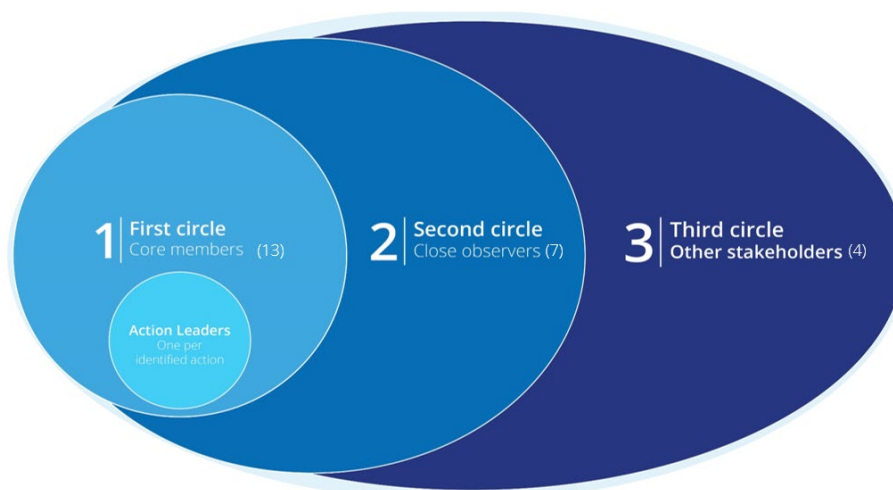 1
First circle
Core members (13)
Action Leaders
One per
identified action
2
Second circle
Close observers (7)
3
Third circle
Other stakeholders (4)